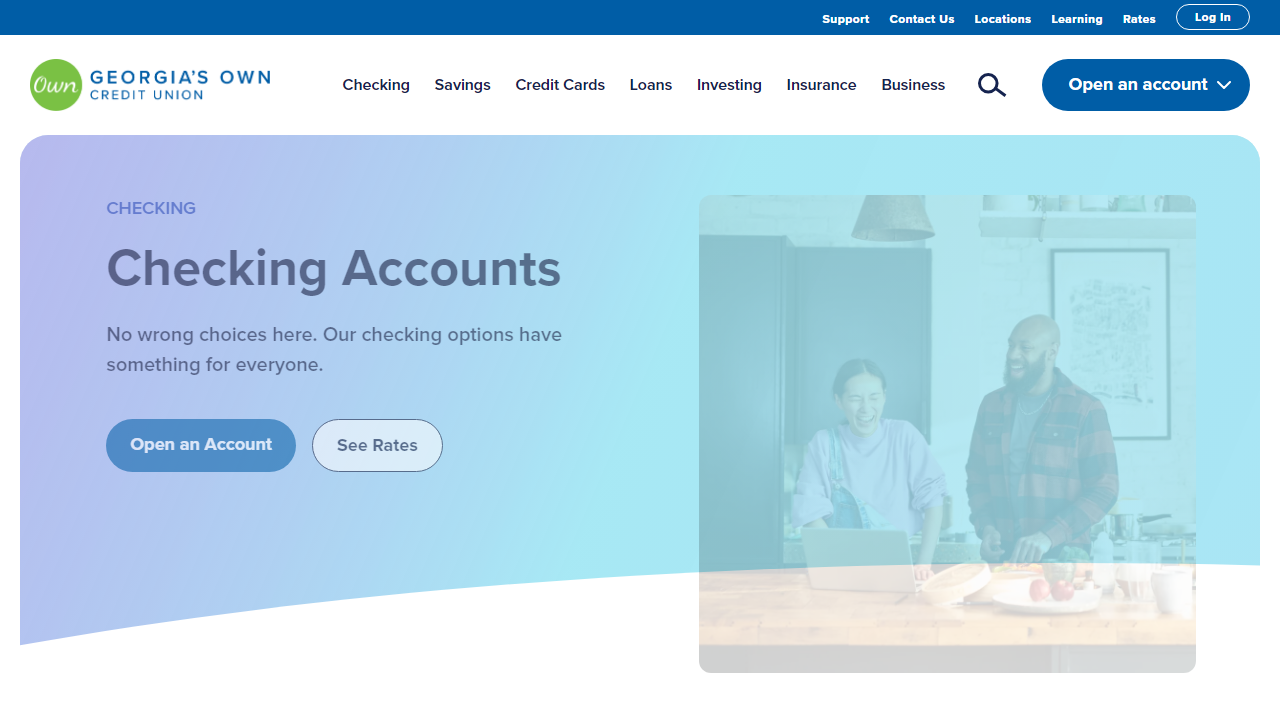 Support Contact Us Locations Learning Rates Log In
Own GEORGIA'S OWN
CREDIT UNION
Checking Savings Credit Cards Loans Investing Insurance Business Open an account
CHECKING
Checking Accounts
No wrong choices here. Our checking options have
something for everyone.
Open an Account See Rates